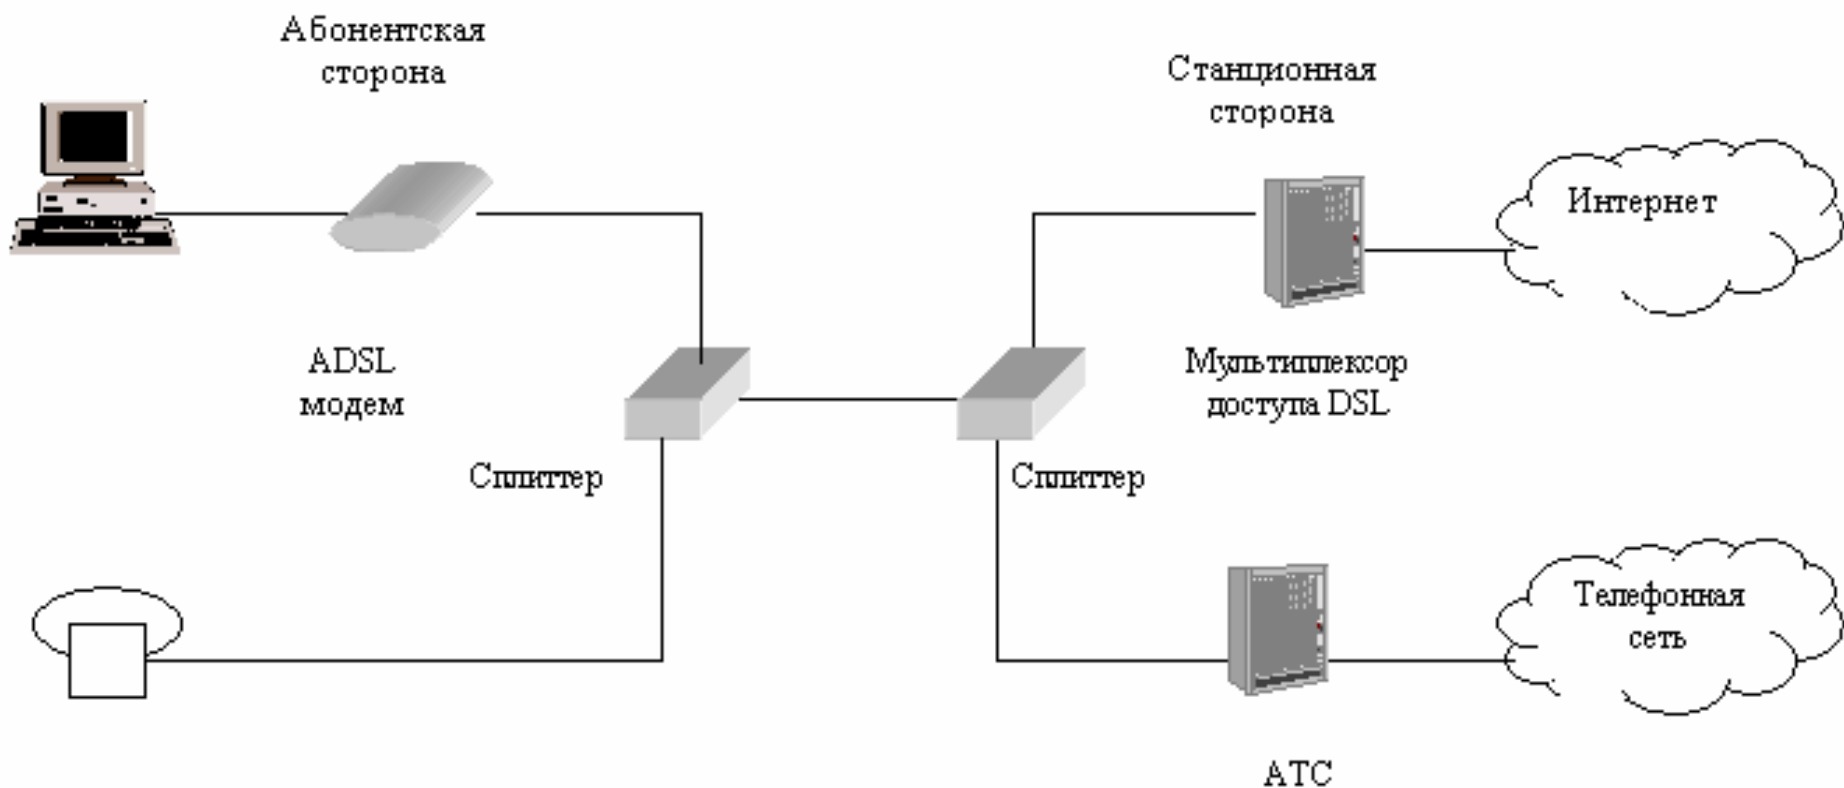 Абонентская
сторона
Станционная
сторона
Интернет
ADSL
модем
Мультиплексор
доступа DSL
Сплиттер
Сплиттер
Телефонная
сеть
АТС